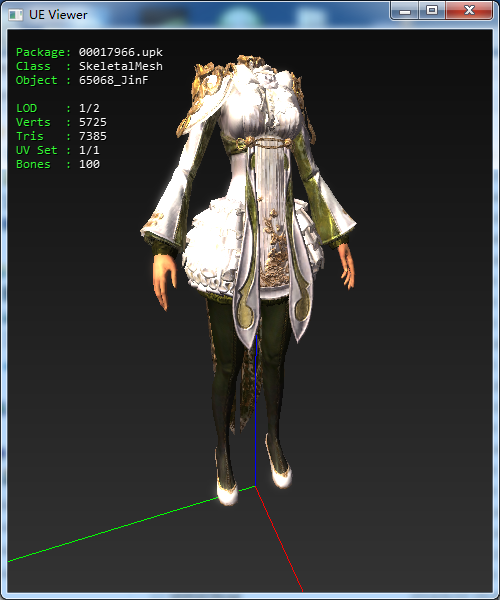 UE Viewer
Package: 00017966.upk
Class : SkeletalMesh
Object : 65068_JinF
LOD : 1/2
Verts : 5725
Tris : 7385
UV Set : 1/1
Bones : 100